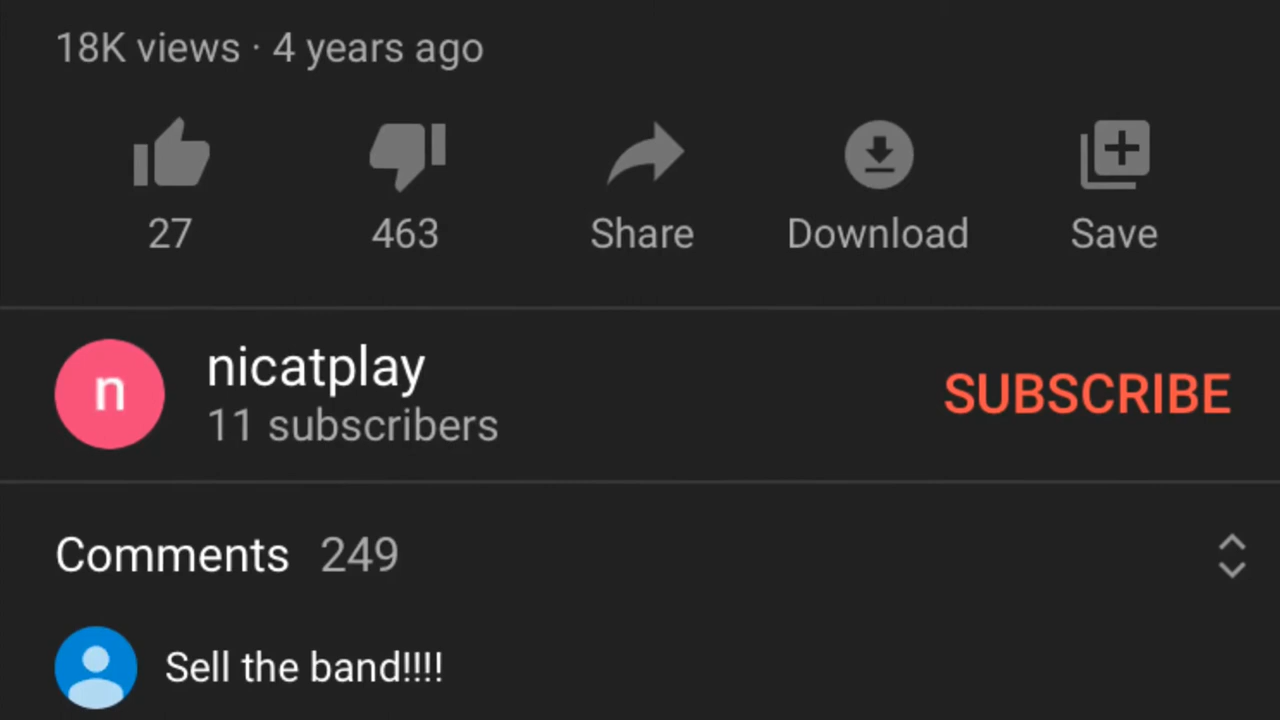 18K views · 4 years ago
27 463 Share Download Save
n
nicatplay
11 subscribers
SUBSCRIBE
Comments 249
Sell the band!!!!